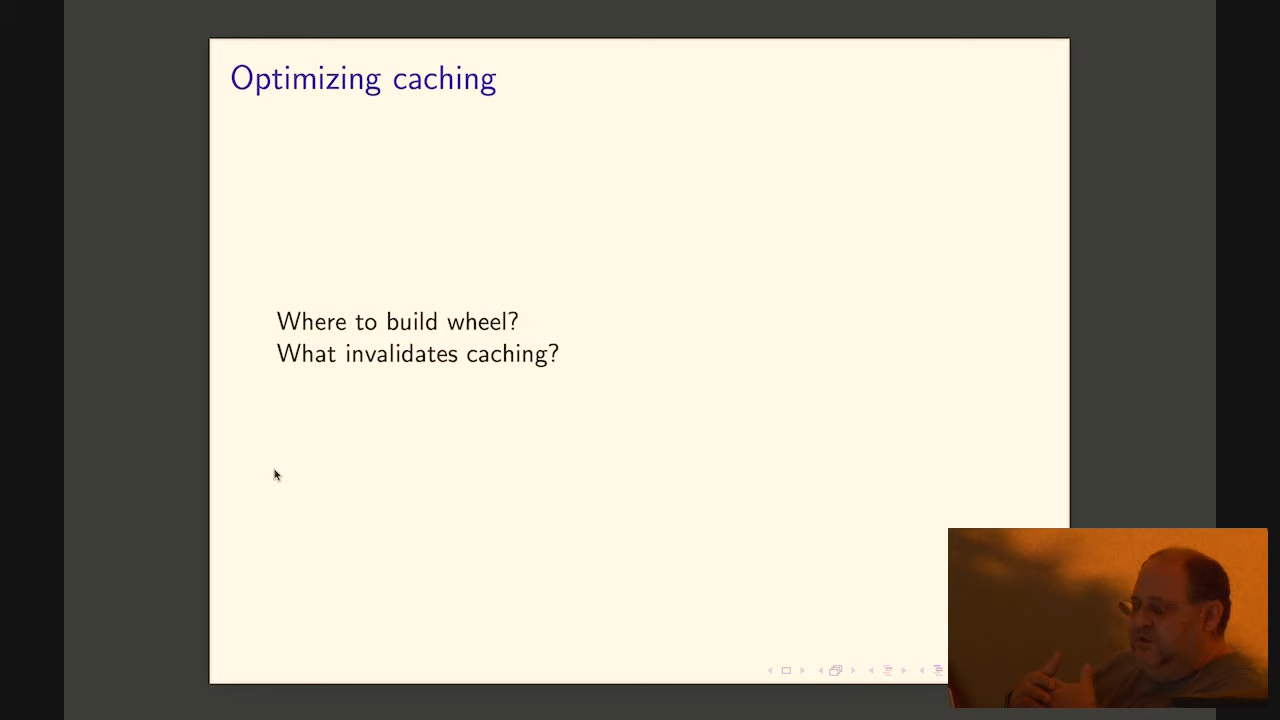 Optimizing caching
Where to build wheel?
What invalidates caching?